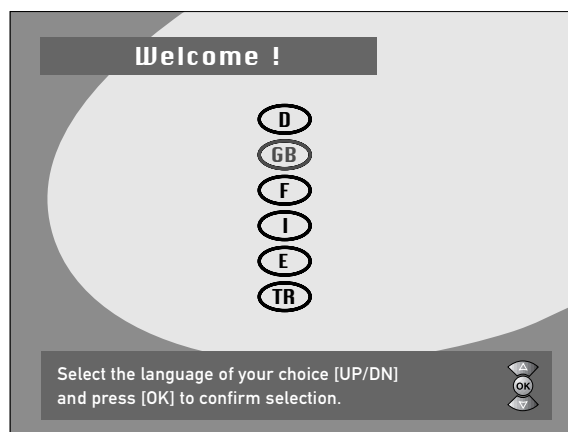 Welcome !
D
GB
F
I
E
TR
Select the language of your choice [UP/DN]
and press [OK] to confirm selection.
OK